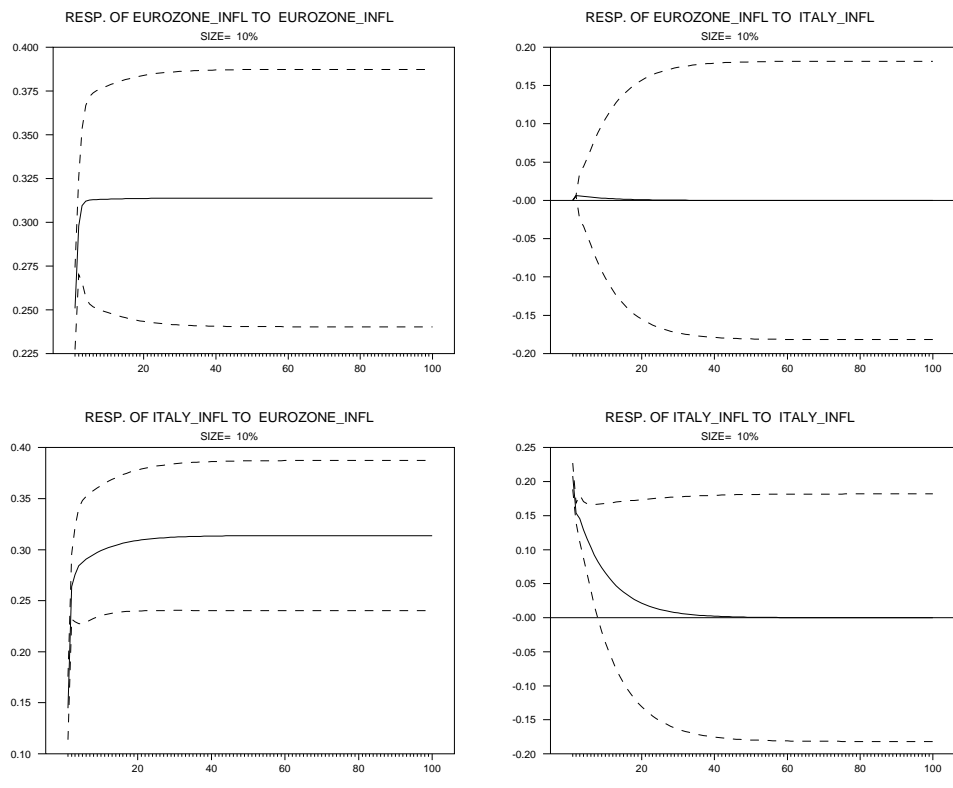 RESP. OF EUROZONE_INFL TO EUROZONE_INFL
SIZE= 10%
0.400
0.375
0.350
0.325
0.300
0.275
0.250
0.225
20 40 60 80 100
RESP. OF EUROZONE_INFL TO ITALY_INFL
SIZE= 10%
0.20
0.15
0.10
0.05
-0.00
-0.05
-0.10
-0.15
-0.20
20 40 60 80 100
RESP. OF ITALY_INFL TO EUROZONE_INFL
SIZE= 10%
0.40
0.35
0.30
0.25
0.20
0.15
0.10
20 40 60 80 100
RESP. OF ITALY_INFL TO ITALY_INFL
SIZE= 10%
0.25
0.20
0.15
0.10
0.05
-0.00
-0.05
-0.10
-0.15
-0.20
20 40 60 80 100